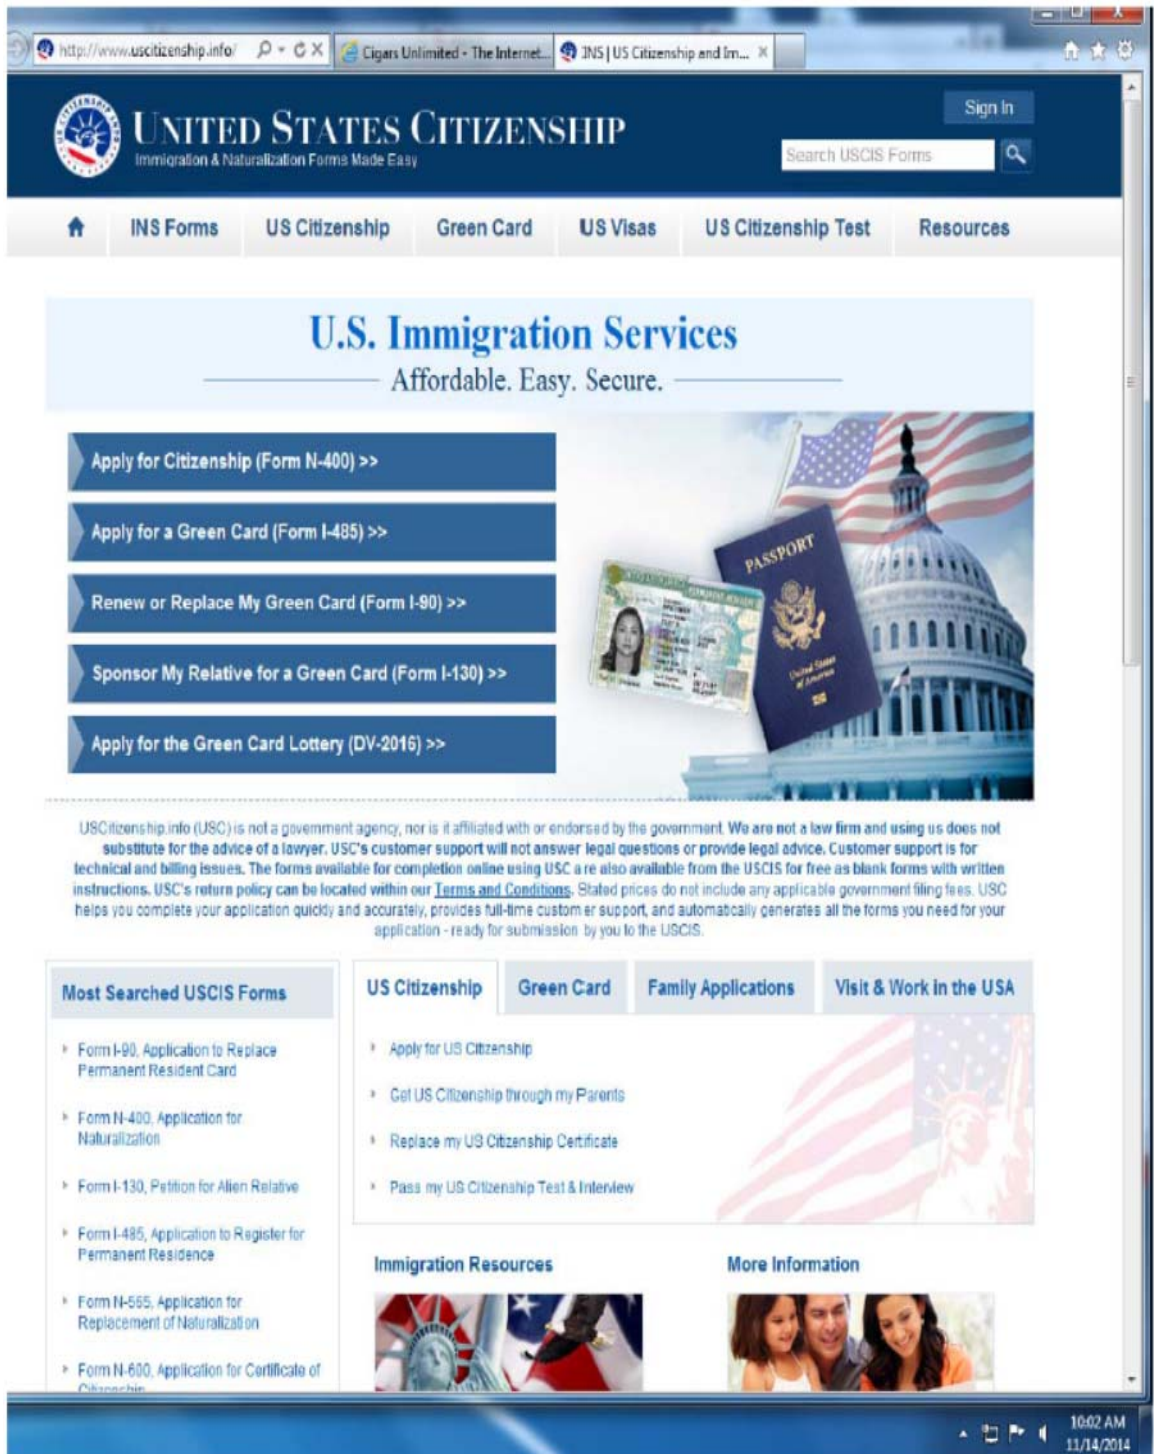 http://www.uscitizenship.info/
Cigars Unlimited - The Internet...
INS | US Citizenship and Im...
UNITED STATES CITIZENSHIP
Immigration & Naturalization Forms Made Easy
Sign In
Search USCIS Forms
INS Forms
US Citizenship
Green Card
US Visas
US Citizenship Test
Resources
U.S. Immigration Services
Affordable. Easy. Secure.
Apply for Citizenship (Form N-400) >>
Apply for a Green Card (Form I-485) >>
Renew or Replace My Green Card (Form I-90) >>
Sponsor My Relative for a Green Card (Form I-130) >>
Apply for the Green Card Lottery (DV-2016) >>
PASSPORT
United States
of America
USCitizenship.info (USC) is not a government agency, nor is it affiliated with or endorsed by the government. We are not a law firm and using us does not
substitute for the advice of a lawyer. USC's customer support will not answer legal questions or provide legal advice. Customer support is for
technical and billing issues. The forms available for completion online using USC are also available from the USCIS for free as blank forms with written
instructions. USC's return policy can be located within our Terms and Conditions. Stated prices do not include any applicable government filing fees. USC
helps you complete your application quickly and accurately, provides full-time customer support, and automatically generates all the forms you need for your
application - ready for submission by you to the USCIS.
Most Searched USCIS Forms
Form I-90, Application to Replace
Permanent Resident Card
Form N-400, Application for
Naturalization
Form I-130, Petition for Alien Relative
Form I-485, Application to Register for
Permanent Residence
Form N-565, Application for
Replacement of Naturalization
Form N-600, Application for Certificate of
Citizenship
US Citizenship
Green Card
Family Applications
Visit & Work in the USA
Apply for US Citizenship
Get US Citizenship through my Parents
Replace my US Citizenship Certificate
Pass my US Citizenship Test & Interview
Immigration Resources
More Information
10:02 AM
11/14/2014